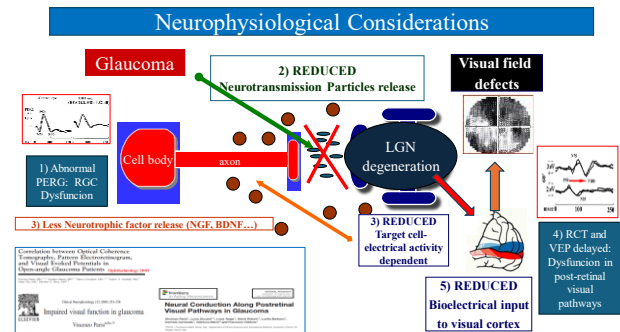 Neurophysiological Considerations
Glaucoma
2) REDUCED
Neurotransmission Particles release
Visual field
defects
Cell body
axon
LGN
degeneration
1) Abnormal
PERG: RGC
Dysfuction
3) Less Neurotrophic factor release (NGF, BDNF…)
3) REDUCED
Target cell-
electrical activity
dependent
4) RCT and
VEP delayed:
Dysfuction in
post-retinal
visual
pathways
5) REDUCED
Bioelectrical input
to visual cortex
Correlation between Optical Coherence
Tomography, Pattern Electroretinogram,
and Visual Evoked Potentials in
Open-angle Glaucoma Patients
Impaired visual function in glaucoma
Vincenzo Parisi
Neural Conduction Along Postretinal
Visual Pathways in Glaucoma